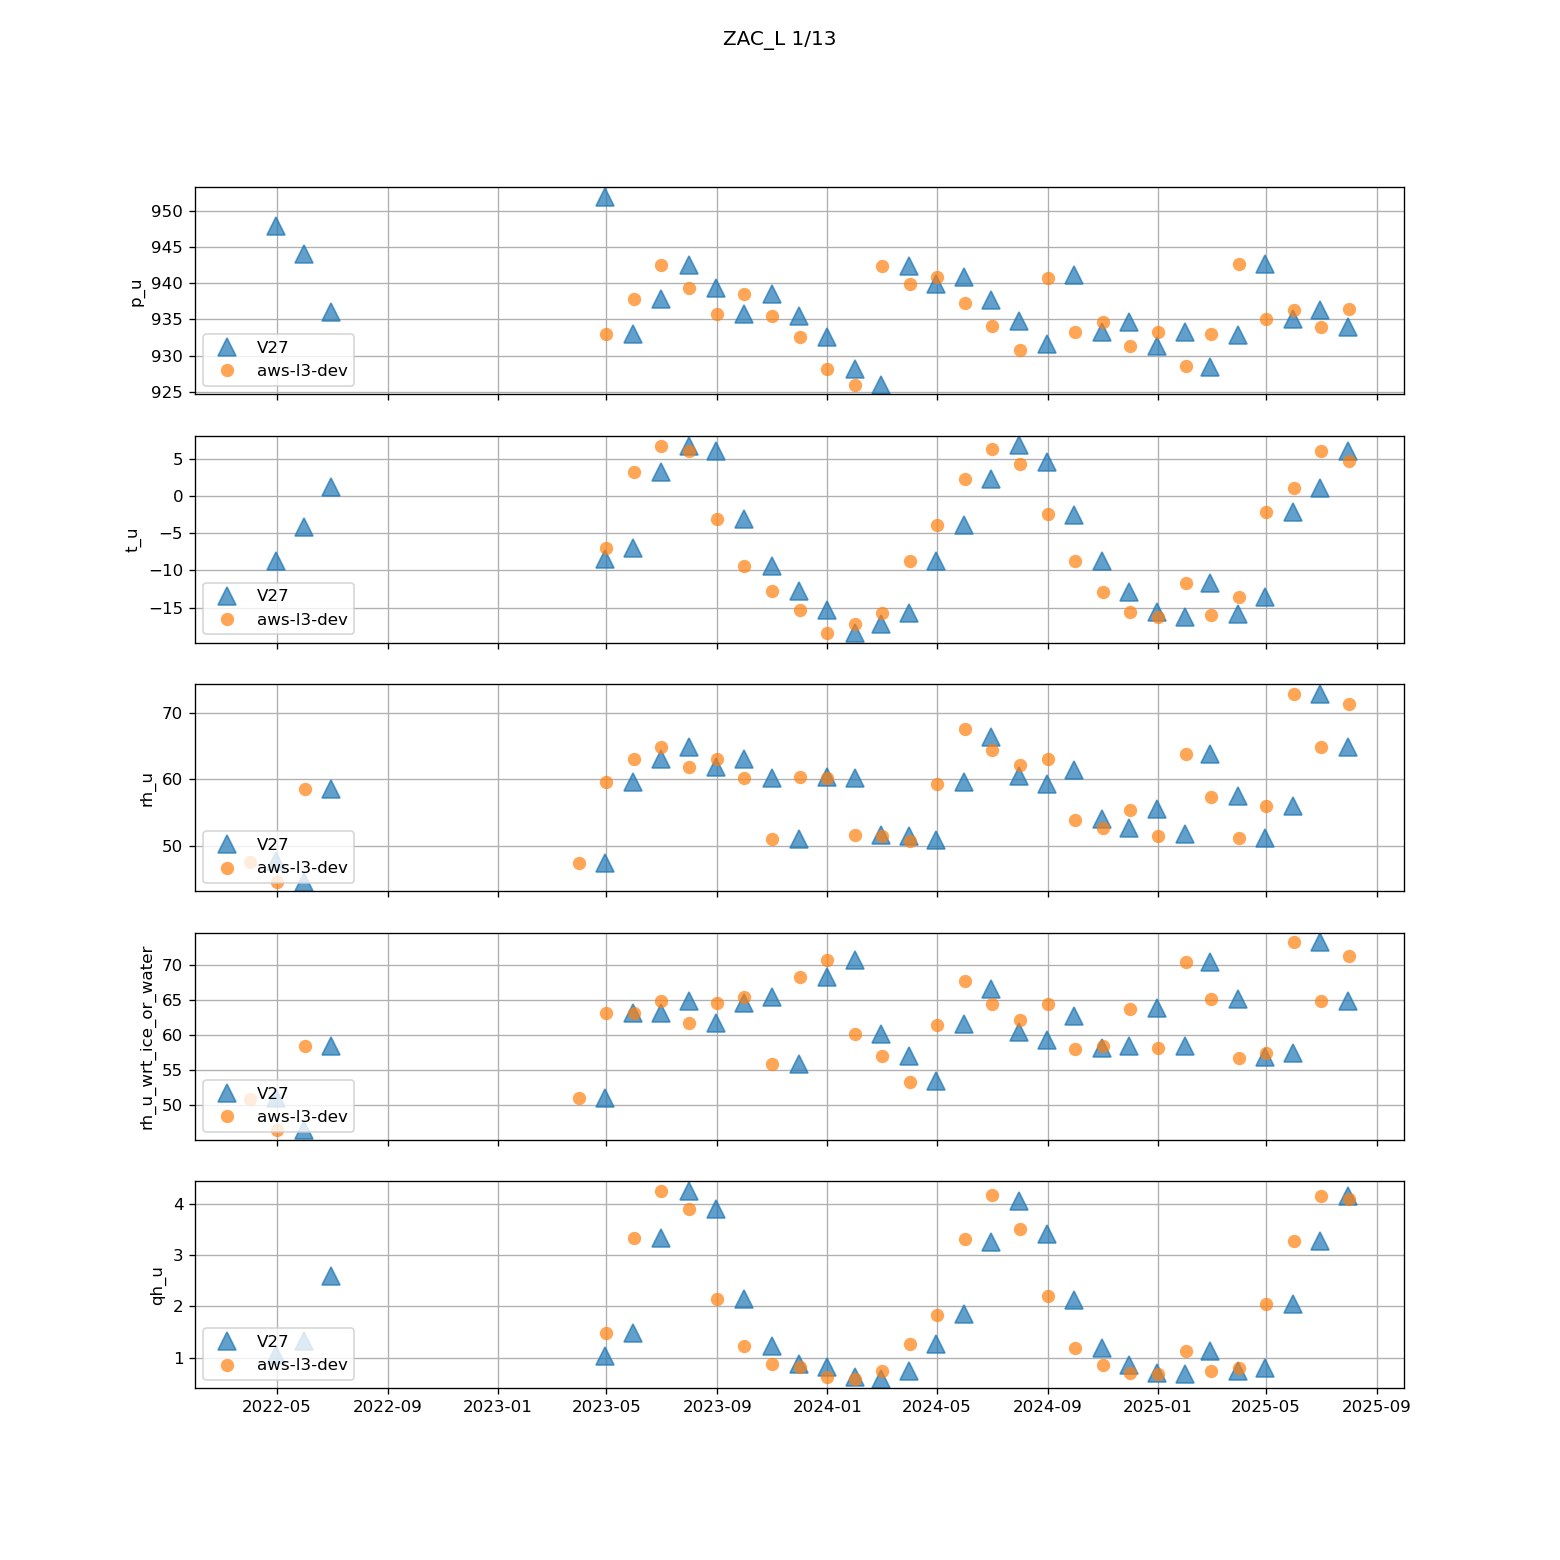 ZAC_L 1/13
950
945
940
935
930
925
p_u
V27
aws-l3-dev
5
0
−5
−10
−15
t_u
V27
aws-l3-dev
70
60
50
rh_u
V27
aws-l3-dev
70
65
60
55
50
rh_u_wrt_ice_or_water
V27
aws-l3-dev
4
3
2
1
qh_u
V27
aws-l3-dev
2022-05 2022-09 2023-01 2023-05 2023-09 2024-01 2024-05 2024-09 2025-01 2025-05 2025-09